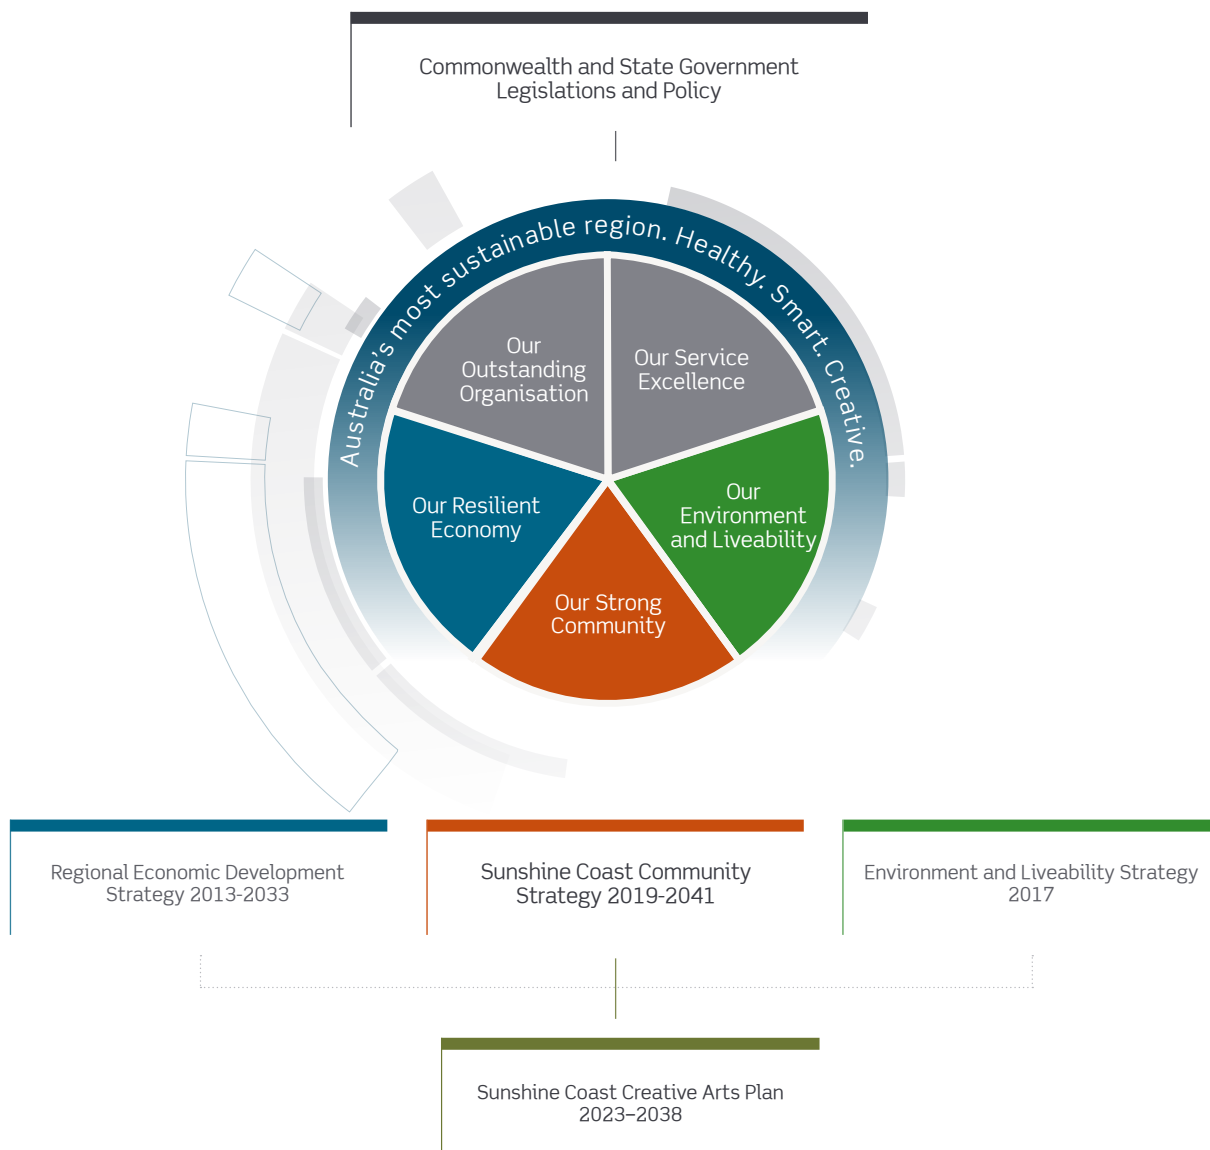 Commonwealth and State Government
Legislations and Policy
Australia's most sustainable region. Healthy. Smart. Creative.
Our
Outstanding
Organisation
Our Service
Excellence
Our Resilient
Economy
Our
Environment
and Liveability
Our Strong
Community
Regional Economic Development
Strategy 2013-2033
Sunshine Coast Community
Strategy 2019-2041
Environment and Liveability Strategy
2017
Sunshine Coast Creative Arts Plan
2023–2038